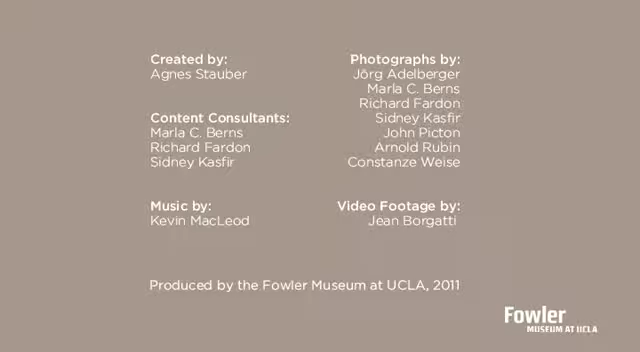 Created by:
Agnes Stauber
Content Consultants:
Marla C. Berns
Richard Fardon
Sidney Kasfir
Music by:
Kevin MacLeod
Photographs by:
Jörg Adelberger
Marla C. Berns
Richard Fardon
Sidney Kasfir
John Picton
Arnold Rubin
Constanze Weise
Video Footage by:
Jean Borgatti
Produced by the Fowler Museum at UCLA, 2011
Fowler
MUSEUM AT UCLA